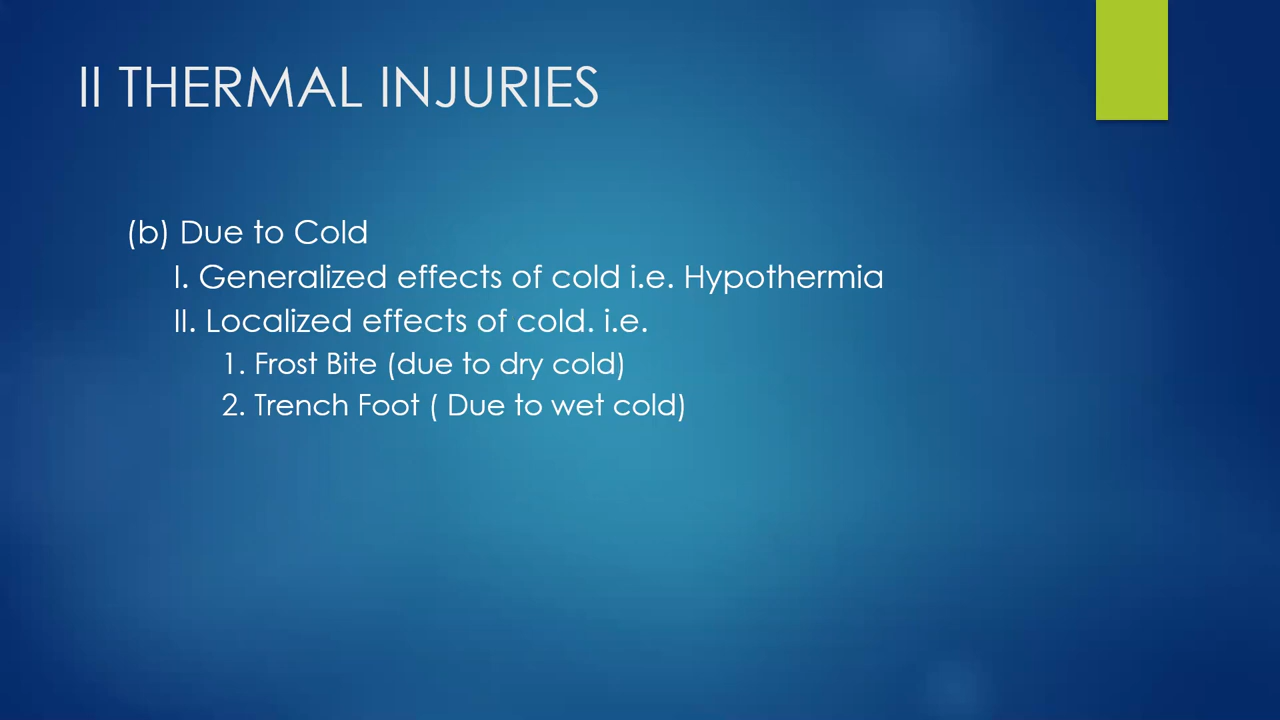 II THERMAL INJURIES
(b) Due to Cold
I. Generalized effects of cold i.e. Hypothermia
II. Localized effects of cold. i.e.
1. Frost Bite (due to dry cold)
2. Trench Foot ( Due to wet cold)